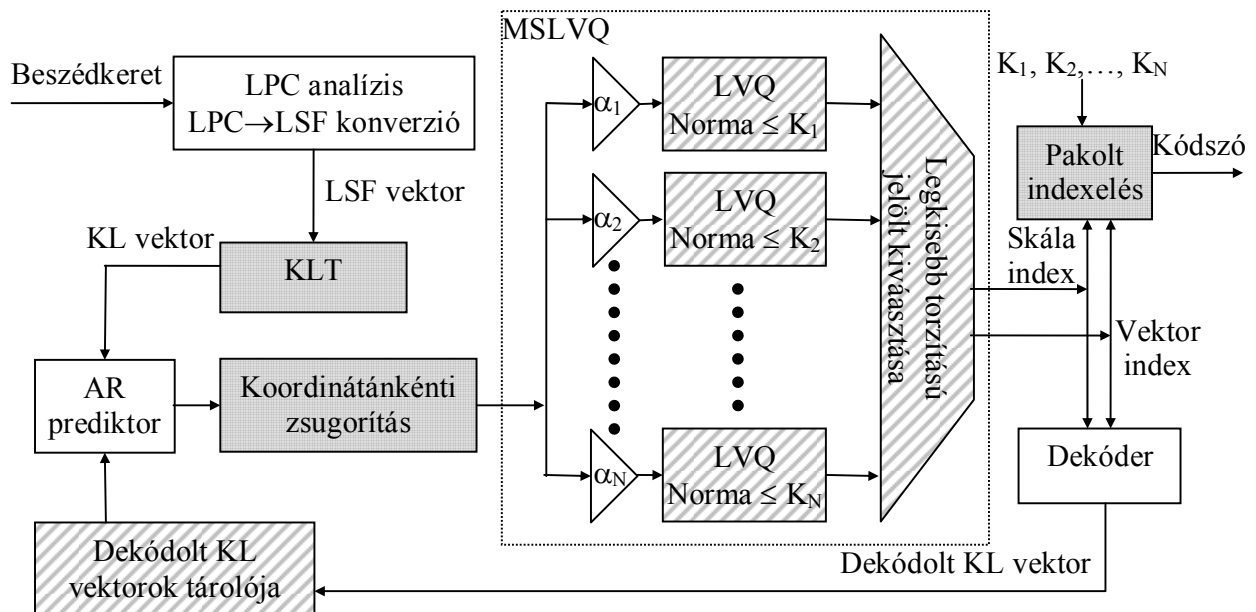 MSLVQ
Beszédkeret
LPC analízis
LPC→LSF konverzió
LSF vektor
KL vektor
KLT
AR
prediktor
Koordinátánkénti
zsugorítás
Dekódolt KL
vektorok tárolója
α1
LVQ
Norma ≤ K1
α2
LVQ
Norma ≤ K2
αN
LVQ
Norma ≤ KN
Legkisebb torzítású
jelölt kiváasztása
K1, K2,…, KN
Pakolt
indexelés
Kódszó
Skála
index
Vektor
index
Dekóder
Dekódolt KL vektor